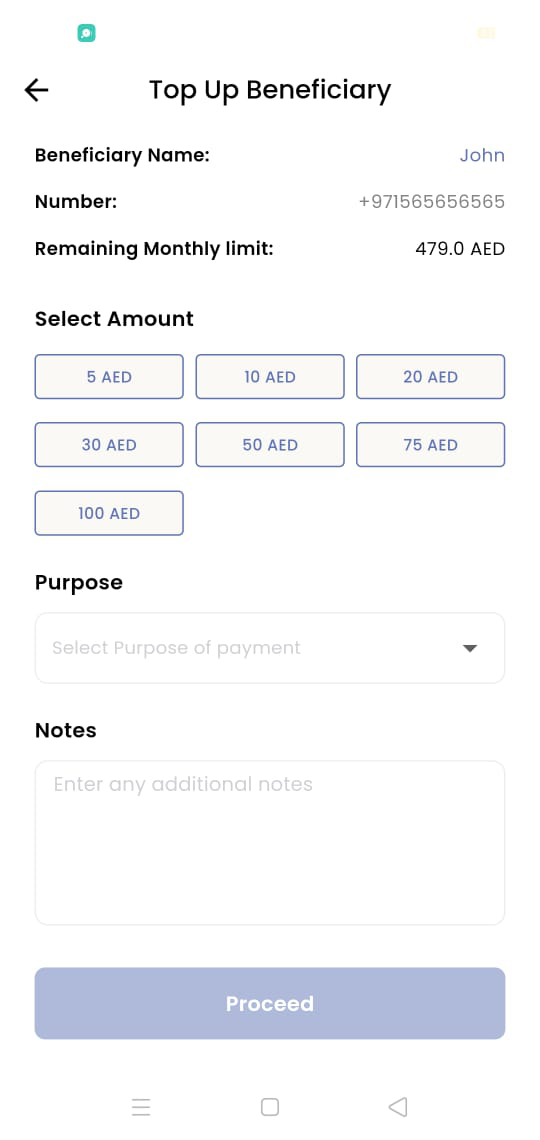 Top Up Beneficiary
Beneficiary Name: John
Number: +971565656565
Remaining Monthly limit: 479.0 AED
Select Amount
5 AED 10 AED 20 AED
30 AED 50 AED 75 AED
100 AED
Purpose
Select Purpose of payment
Notes
Enter any additional notes
Proceed